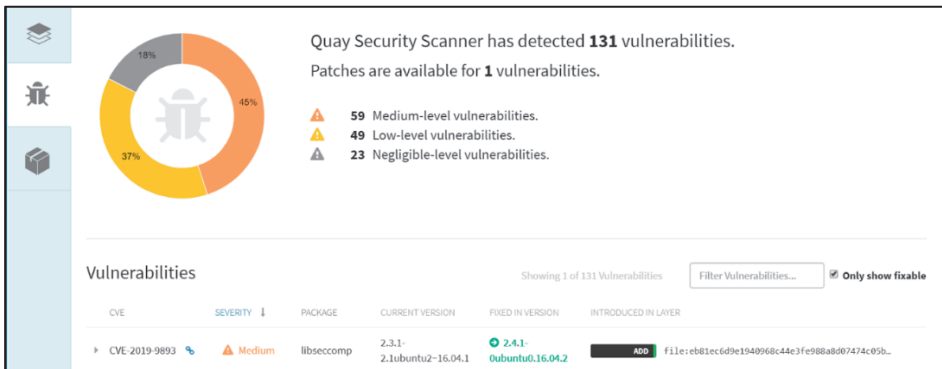 Quay Security Scanner has detected 131 vulnerabilities.
Patches are available for 1 vulnerabilities.
18%
45%
37%
59 Medium-level vulnerabilities.
49 Low-level vulnerabilities.
23 Negligible-level vulnerabilities.
Vulnerabilities
Showing 1 of 131 Vulnerabilities
Filter Vulnerabilities...
Only show fixable
CVE SEVERITY PACKAGE CURRENT VERSION FIXED IN VERSION INTRODUCED IN LAYER
CVE-2019-9893 Medium libseccomp 2.3.1-2.1ubuntu2~16.04.1 2.4.1-0ubuntu0.16.04.2 ADD file:eb81ec6d9e1940968c44e3fe988a8d07474c05b…